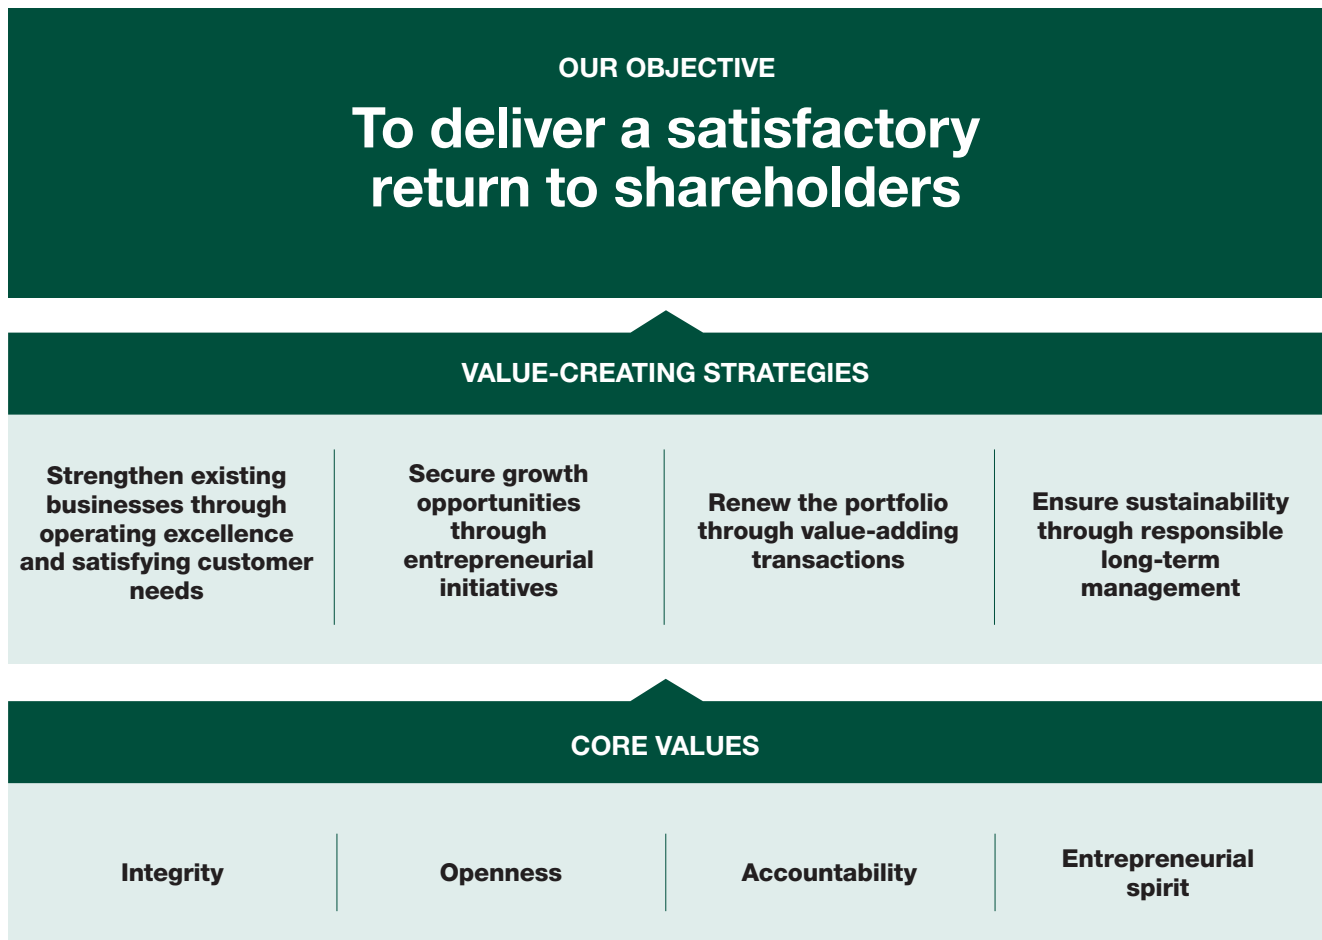 OUR OBJECTIVE
To deliver a satisfactory
return to shareholders
VALUE-CREATING STRATEGIES
Strengthen existing
businesses through
operating excellence
and satisfying customer
needs
Secure growth
opportunities
through
entrepreneurial
initiatives
Renew the portfolio
through value-adding
transactions
Ensure sustainability
through responsible
long-term
management
CORE VALUES
Integrity
Openness
Accountability
Entrepreneurial
spirit